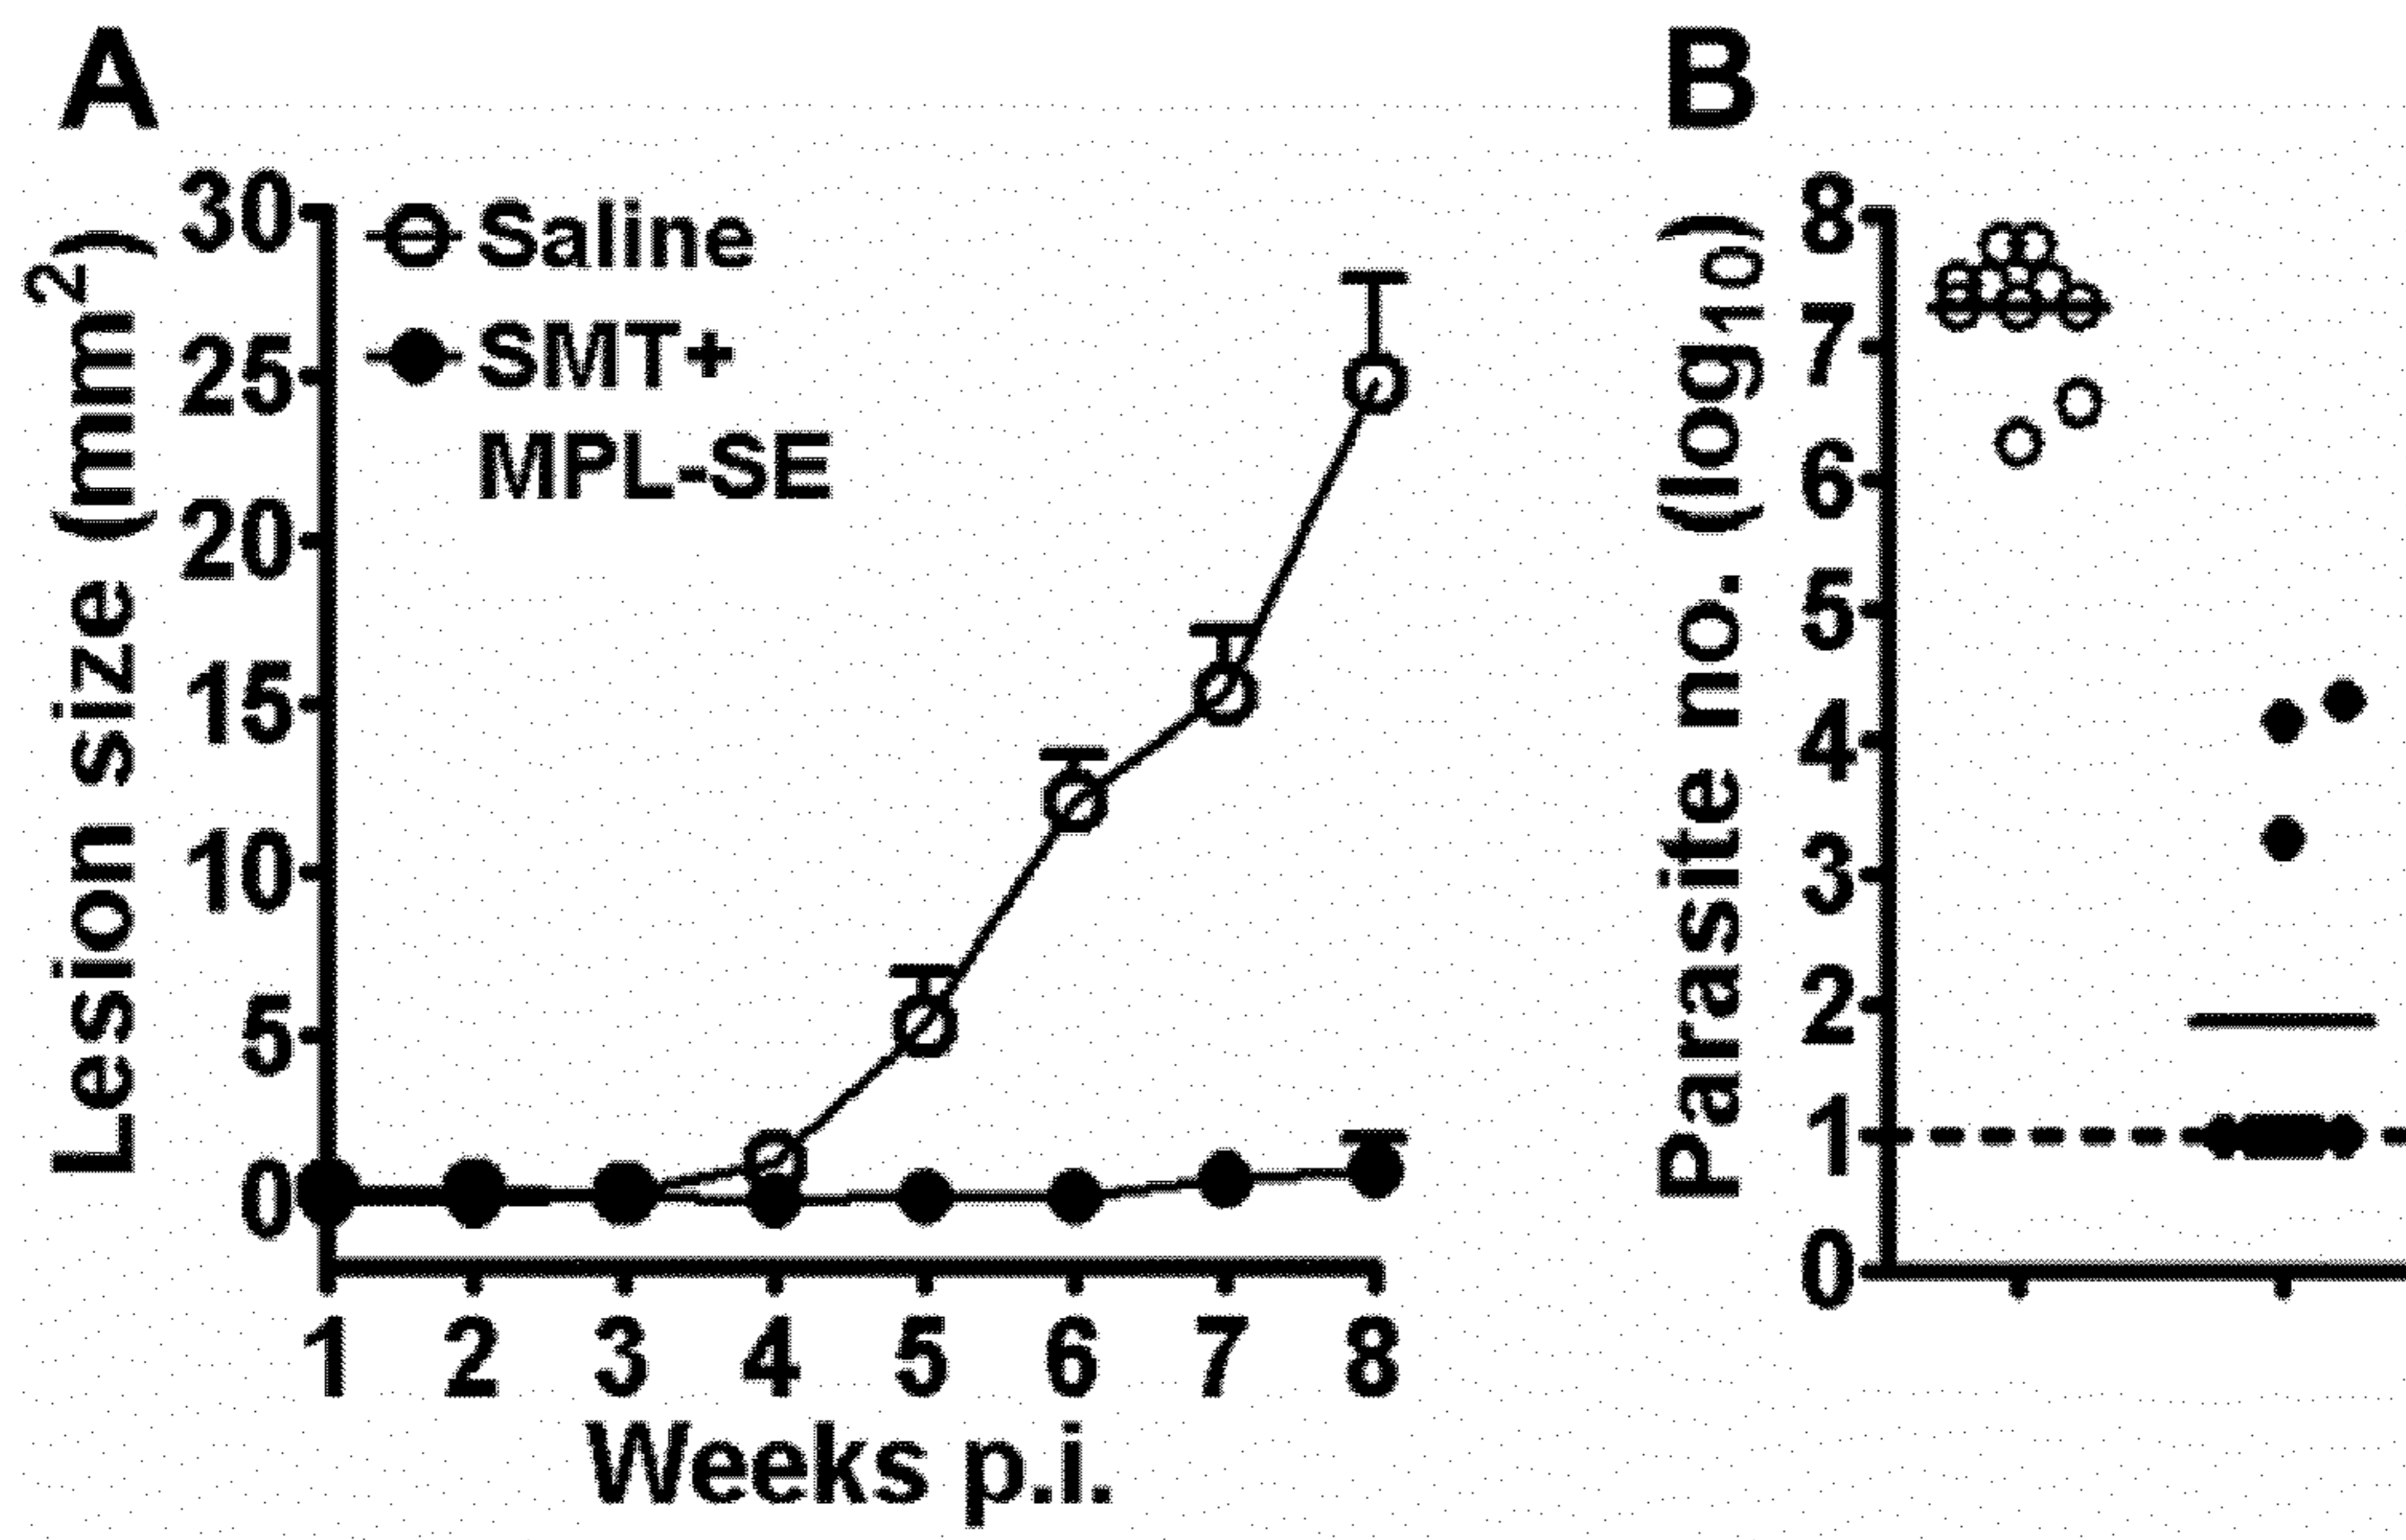 A
Lesion size (mm²)
30
25
20
15
10
5
0
Saline
SMT+
MPL-SE
1 2 3 4 5 6 7 8
Weeks p.i.
B
Parasite no. (log₁₀)
8
7
6
5
4
3
2
1
0